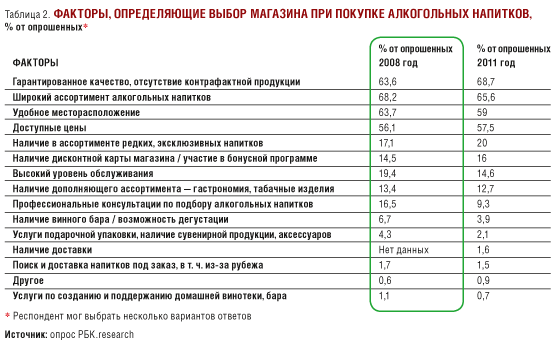 Таблица 2. ФАКТОРЫ, ОПРЕДЕЛЯЮЩИЕ ВЫБОР МАГАЗИНА ПРИ ПОКУПКЕ АЛКОГОЛЬНЫХ НАПИТКОВ,
% от опрошенных*
ФАКТОРЫ % от опрошенных 2008 год % от опрошенных 2011 год
Гарантированное качество, отсутствие контрафактной продукции 63,6 68,7
Широкий ассортимент алкогольных напитков 68,2 65,6
Удобное месторасположение 63,7 59
Доступные цены 56,1 57,5
Наличие в ассортименте редких, эксклюзивных напитков 17,1 20
Наличие дисконтной карты магазина / участие в бонусной программе 14,5 16
Высокий уровень обслуживания 19,4 14,6
Наличие дополняющего ассортимента — гастрономия, табачные изделия 13,4 12,7
Профессиональные консультации по подбору алкогольных напитков 16,5 9,3
Наличие винного бара / возможность дегустации 6,7 3,9
Услуги подарочной упаковки, наличие сувенирной продукции, аксессуаров 4,3 2,1
Наличие доставки Нет данных 1,6
Поиск и доставка напитков под заказ, в т. ч. из-за рубежа 1,7 1,5
Другое 0,6 0,9
Услуги по созданию и поддержанию домашней винотеки, бара 1,1 0,7
* Респондент мог выбрать несколько вариантов ответов
Источник: опрос РБК.research